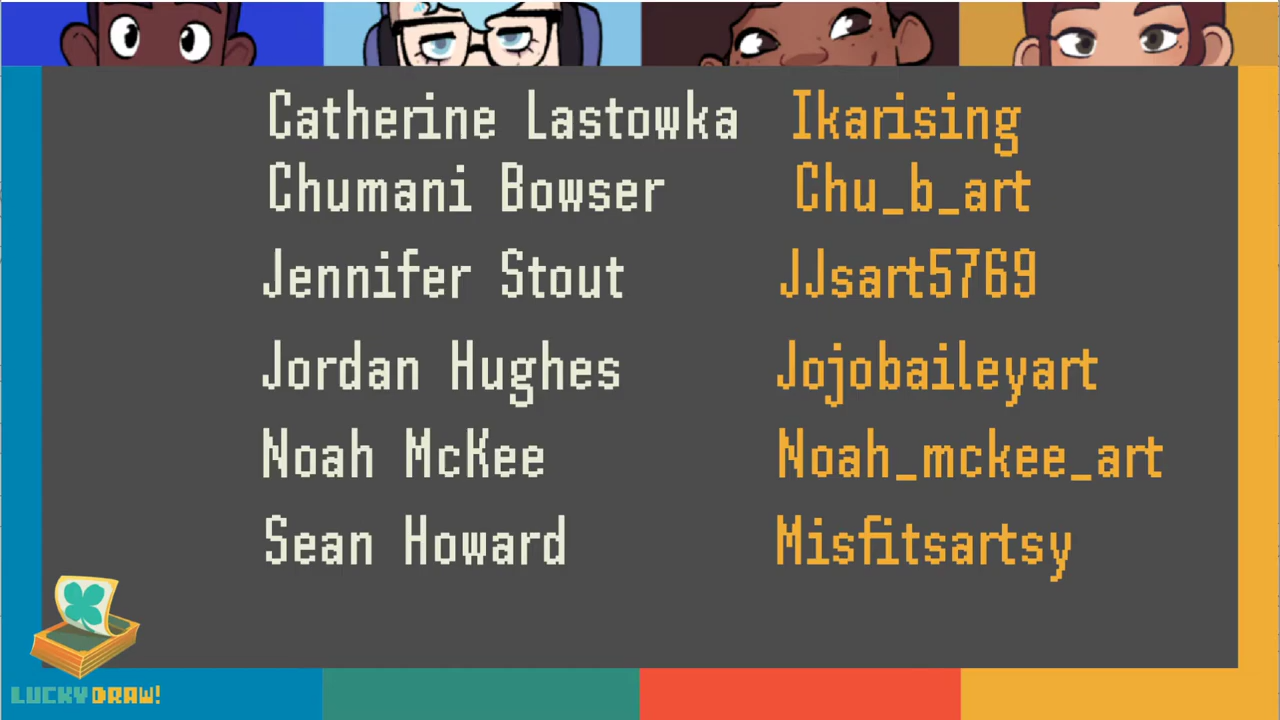 Catherine Lastowka Ikarising
Chumani Bowser Chu_b_art
Jennifer Stout JJsart5769
Jordan Hughes Jojobaileyart
Noah McKee Noah_mckee_art
Sean Howard Misfitsartsy
LUCKY DRAW!